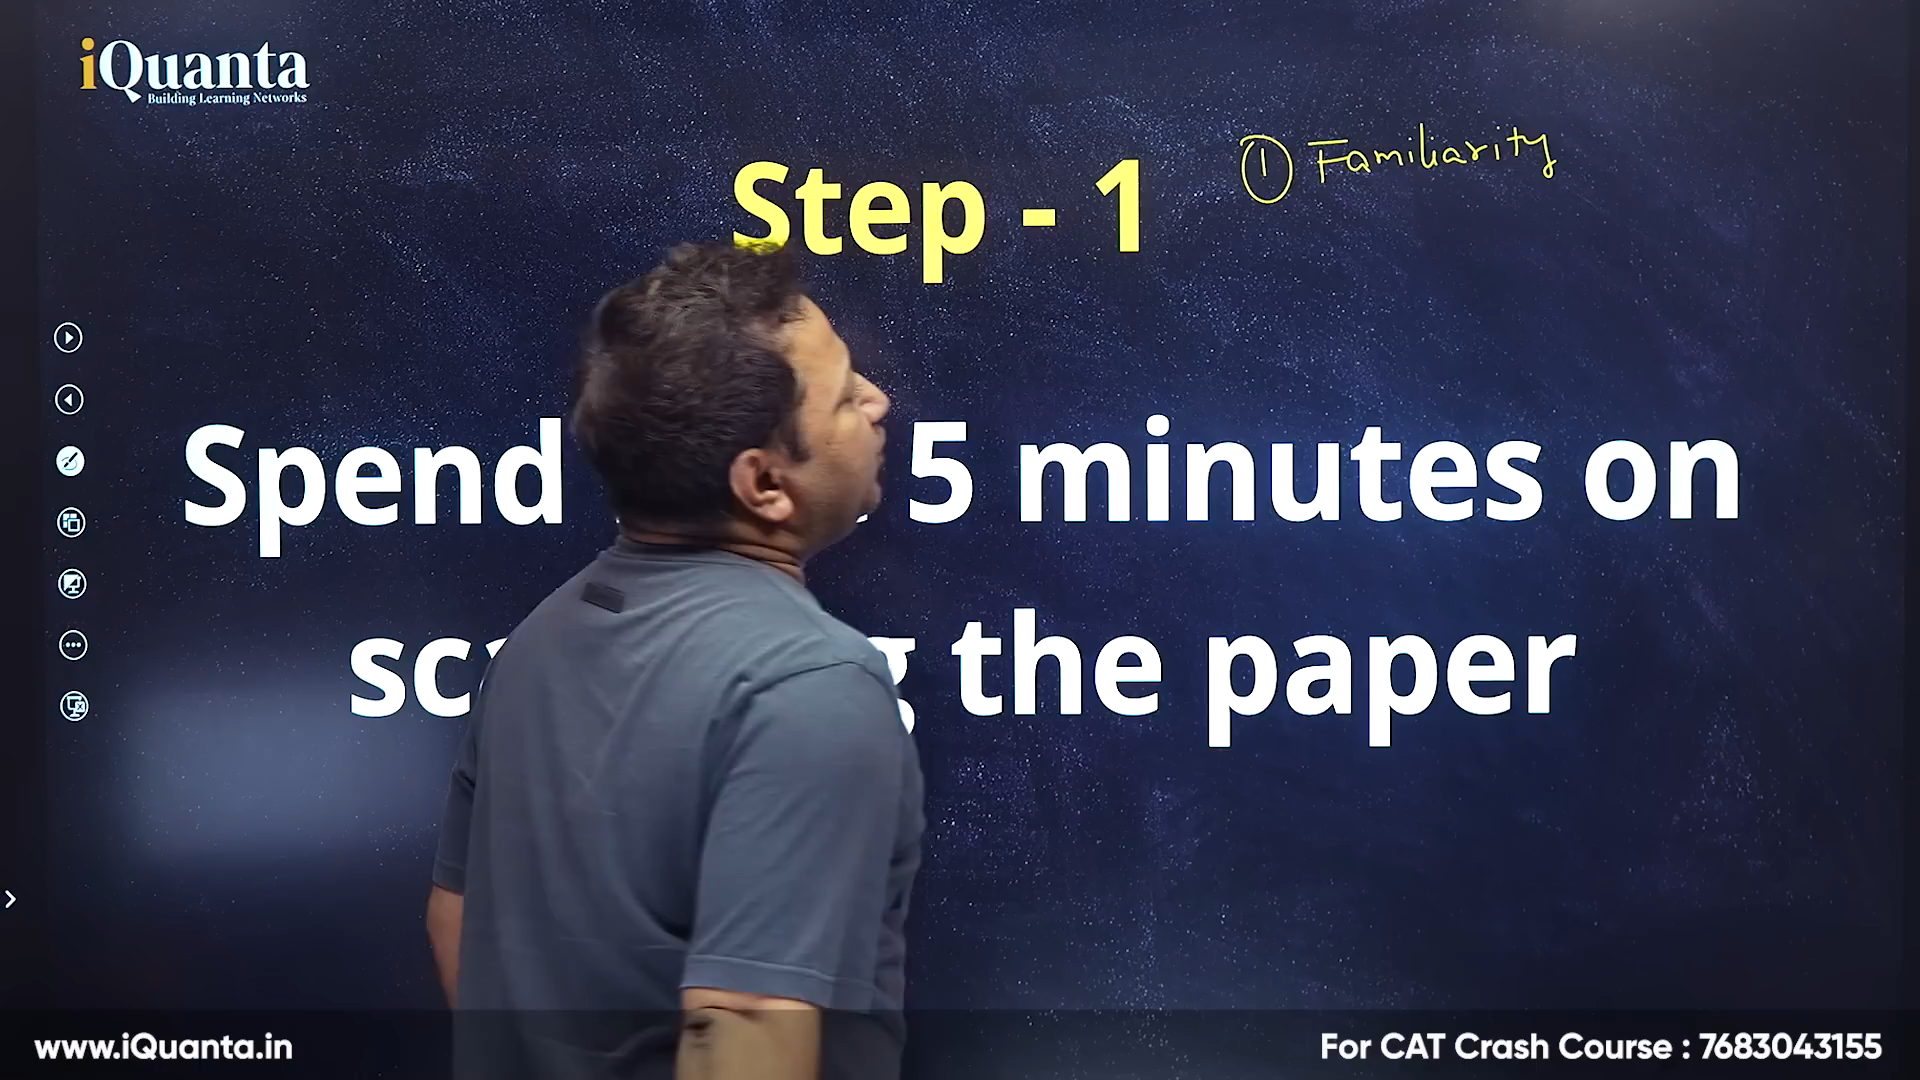 iQuanta
Building Learning Networks
Step - 1
① Familiarity
Spend 5 minutes on
the paper
www.iQuanta.in
For CAT Crash Course : 7683043155